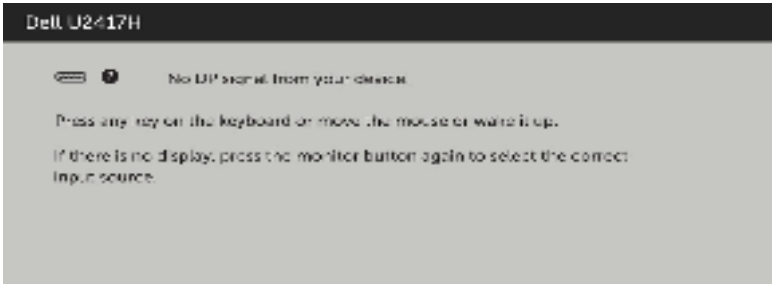 Dell U2417H
No DP signal from your device.
Press any key on the keyboard or move the mouse or wake it up.
If there is no display, press the monitor button again to select the correct
input source.